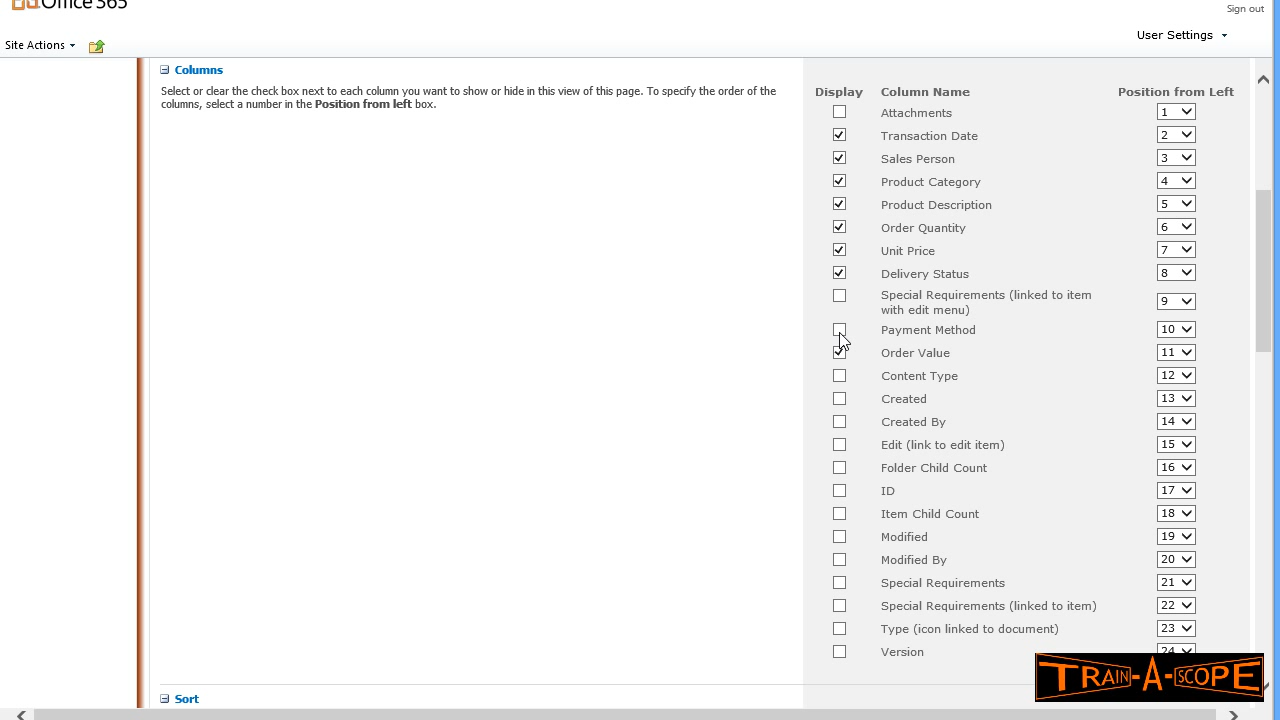 Office 365
Sign out
Site Actions
User Settings
Columns
Select or clear the check box next to each column you want to show or hide in this view of this page. To specify the order of the
columns, select a number in the Position from left box.
Display Column Name Position from Left
Attachments 1
Transaction Date 2
Sales Person 3
Product Category 4
Product Description 5
Order Quantity 6
Unit Price 7
Delivery Status 8
Special Requirements (linked to item
with edit menu) 9
Payment Method 10
Order Value 11
Content Type 12
Created 13
Created By 14
Edit (link to edit item) 15
Folder Child Count 16
ID 17
Item Child Count 18
Modified 19
Modified By 20
Special Requirements 21
Special Requirements (linked to item) 22
Type (icon linked to document) 23
Version 24
TRAIN-A-SCOPE
Sort